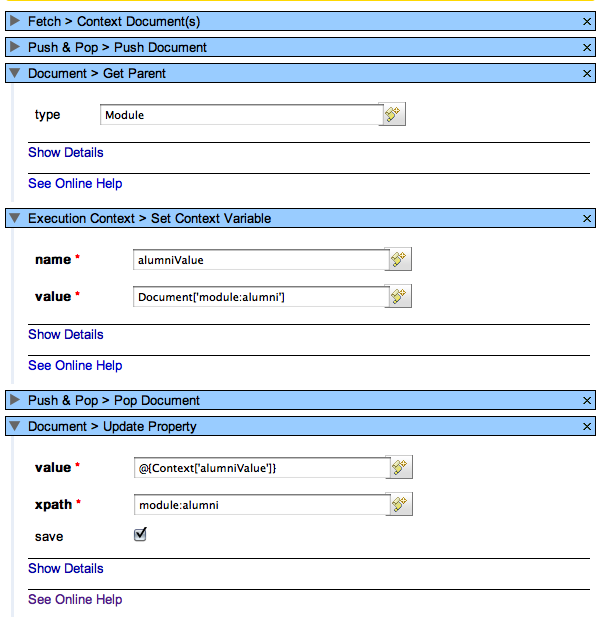 Fetch > Context Document(s)
Push & Pop > Push Document
Document > Get Parent
type Module
Show Details
See Online Help
Execution Context > Set Context Variable
name * alumniValue
value * Document['module:alumni']
Show Details
See Online Help
Push & Pop > Pop Document
Document > Update Property
value * @{Context['alumniValue']}
xpath * module:alumni
save
Show Details
See Online Help